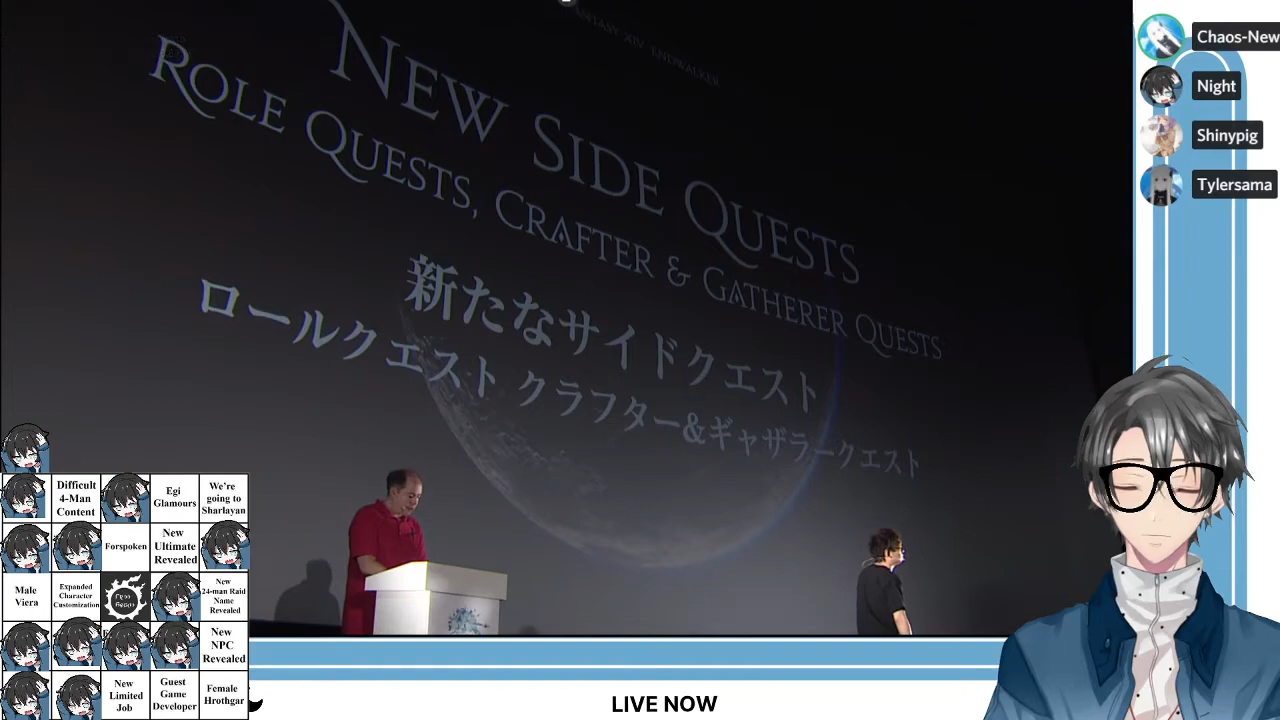 FANTASY XIV ENDWALKER
NEW SIDE QUESTS
ROLE QUESTS, CRAFTER & GATHERER QUESTS
新たなサイドクエスト
ロールクエスト クラフター&ギャザラークエスト
Chaos-New
Night
Shinypig
Tylersama
Difficult
4-Man
Content
Egi
Glamours
We're
going to
Sharlayan
Forspoken
New
Ultimate
Revealed
Male
Viera
Expanded
Character
Customization
New
24-man Raid
Name
Revealed
New
NPC
Revealed
New
Limited
Job
Guest
Game
Developer
Female
Hrothgar
LIVE NOW